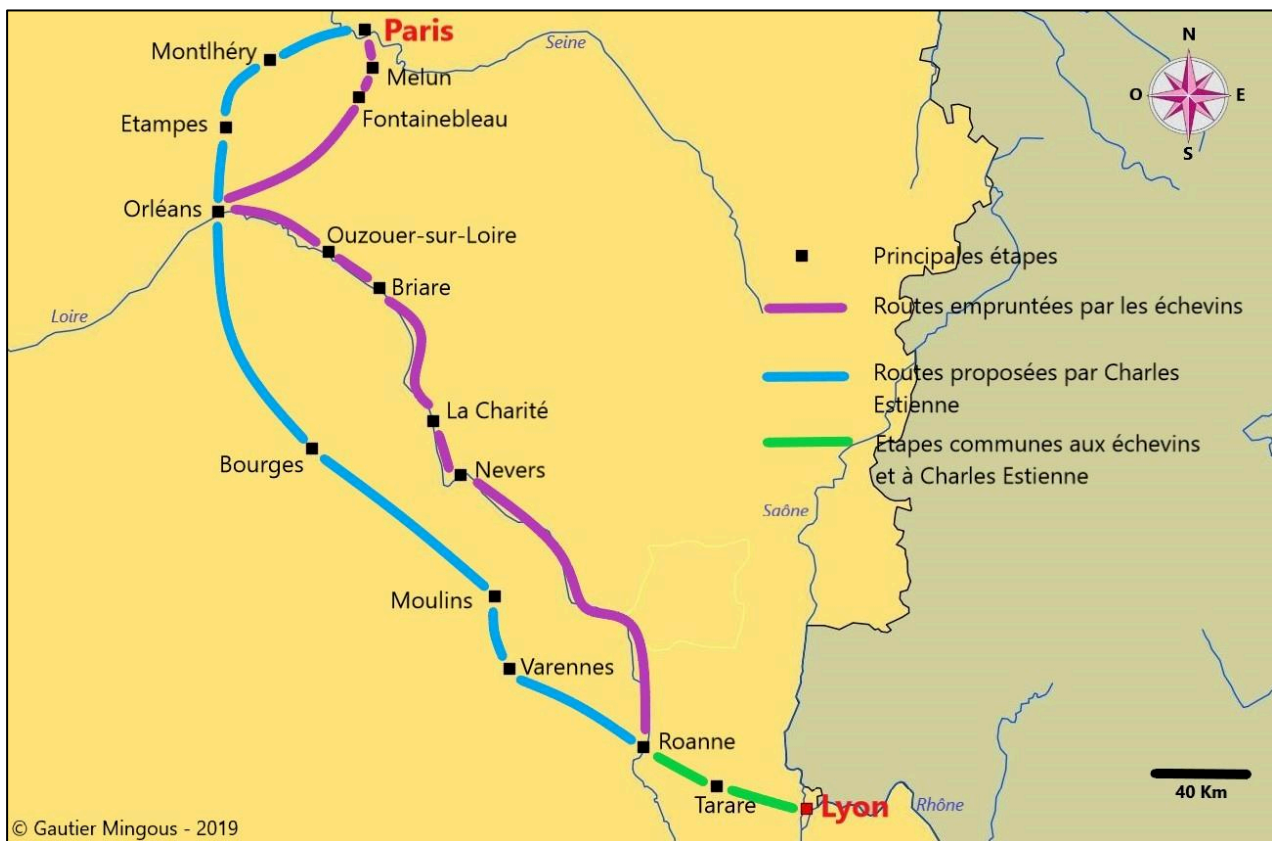 Paris
Montlhéry
Seine
Melun
Fontainebleau
Etampes
Orléans
Ouzouer-sur-Loire
Briare
Loire
La Charité
Bourges
Nevers
Moulins
Varennes
Roanne
Tarare
Lyon
Rhône
Saône
N
O
E
S
Principales étapes
Routes empruntées par les échevins
Routes proposées par Charles
Estienne
Etapes communes aux échevins
et à Charles Estienne
40 Km
© Gautier Mingous - 2019